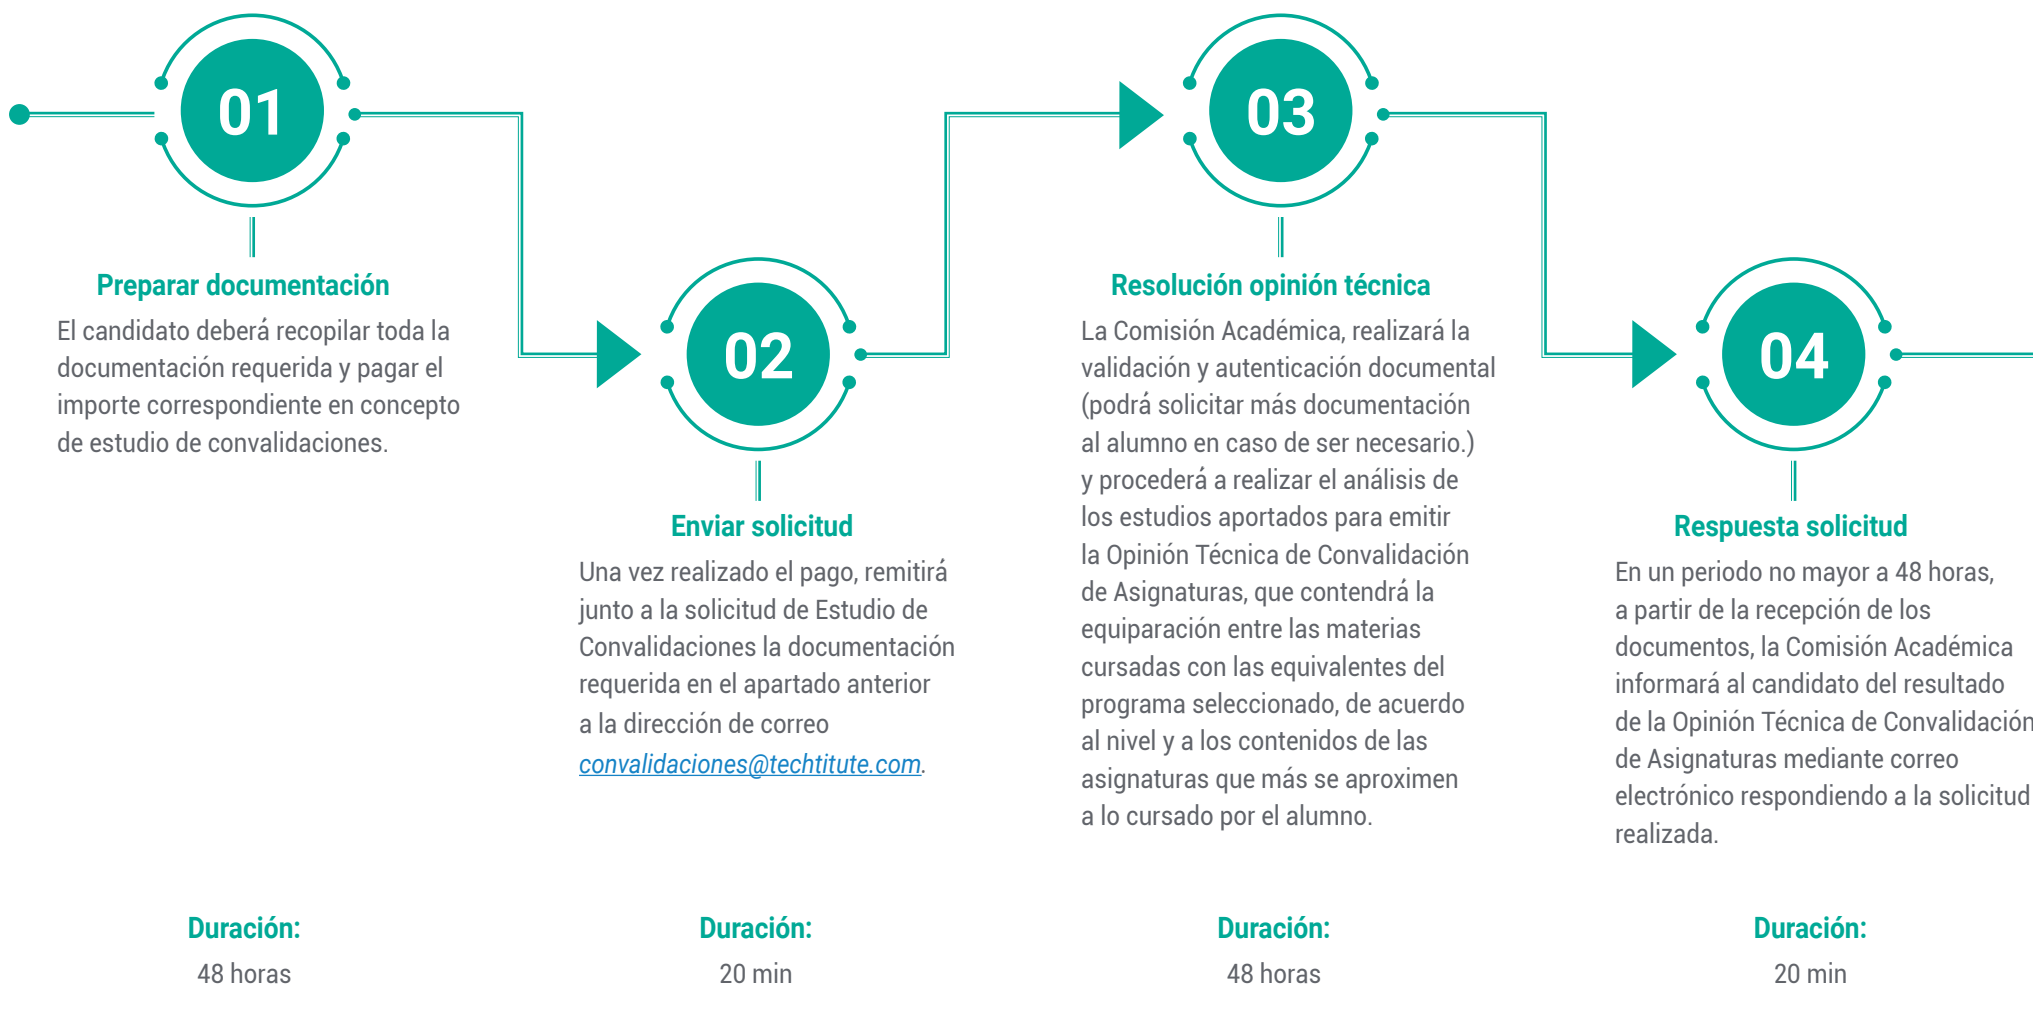 01
Preparar documentación
El candidato deberá recopilar toda la
documentación requerida y pagar el
importe correspondiente en concepto
de estudio de convalidaciones.
Duración:
48 horas
02
Enviar solicitud
Una vez realizado el pago, remitirá
junto a la solicitud de Estudio de
Convalidaciones la documentación
requerida en el apartado anterior
a la dirección de correo
convalidaciones@techtitute.com.
Duración:
20 min
03
Resolución opinión técnica
La Comisión Académica, realizará la
validación y autenticación documental
(podrá solicitar más documentación
al alumno en caso de ser necesario.)
y procederá a realizar el análisis de
los estudios aportados para emitir
la Opinión Técnica de Convalidación
de Asignaturas, que contendrá la
equiparación entre las materias
cursadas con las equivalentes del
programa seleccionado, de acuerdo
al nivel y a los contenidos de las
asignaturas que más se aproximen
a lo cursado por el alumno.
Duración:
48 horas
04
Respuesta solicitud
En un periodo no mayor a 48 horas,
a partir de la recepción de los
documentos, la Comisión Académica
informará al candidato del resultado
de la Opinión Técnica de Convalidación
de Asignaturas mediante correo
electrónico respondiendo a la solicitud
realizada.
Duración:
20 min